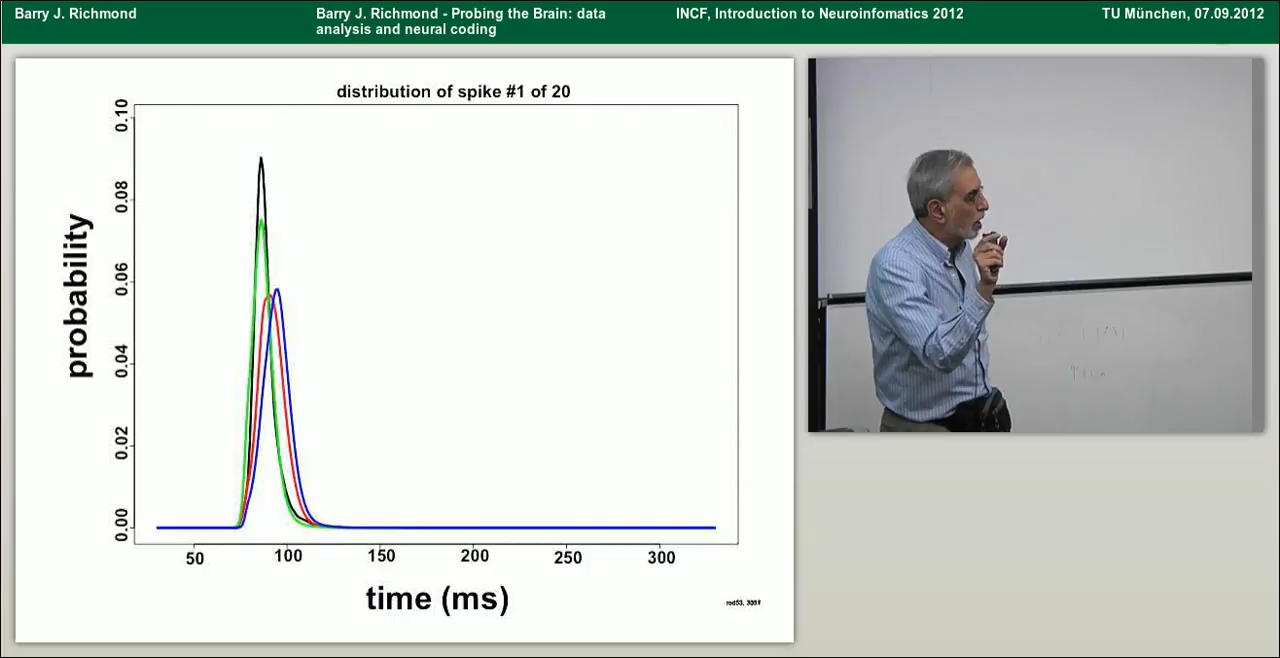 Barry J. Richmond
Barry J. Richmond - Probing the Brain: data
analysis and neural coding
INCF, Introduction to Neuroinfomatics 2012
TU München, 07.09.2012
distribution of spike #1 of 20
probability
0.10
0.08
0.06
0.04
0.02
0.00
50 100 150 200 250 300
time (ms)